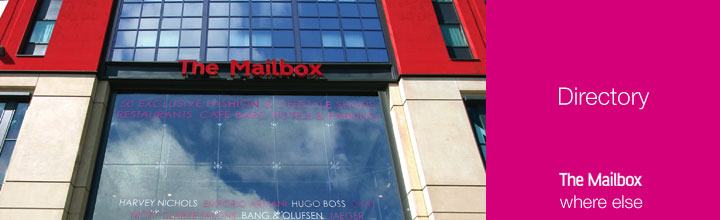 The Mailbox
50 EXCLUSIVE FASHION & LIFESTYLE
RESTAURANTS CAFE BARS HOTELS & PARKING
HARVEY NICHOLS EMPORIO ARMANI HUGO BOSS
BANG & OLUFSEN JAEGER
Directory
The Mailbox
where else